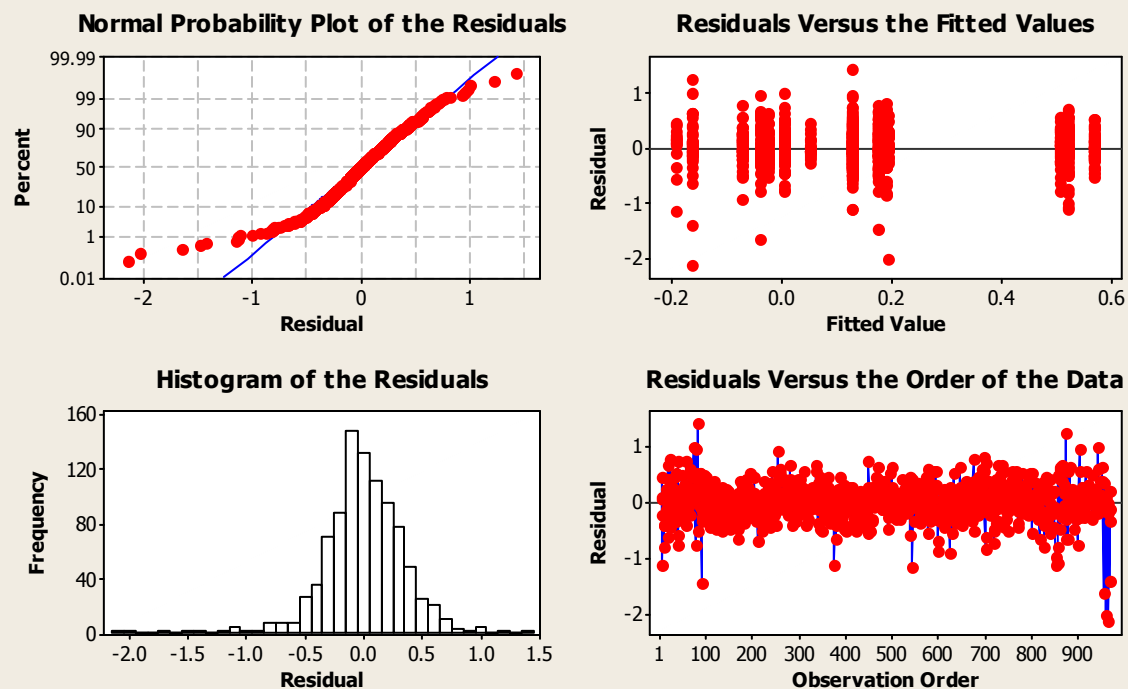 Normal Probability Plot of the Residuals
99.99
99
90
50
10
1
0.01
Percent
-2 -1 0 1
Residual
Residuals Versus the Fitted Values
1
0
-1
-2
Residual
-0.2 0.0 0.2 0.4 0.6
Fitted Value
Histogram of the Residuals
160
120
80
40
0
Frequency
-2.0 -1.5 -1.0 -0.5 0.0 0.5 1.0 1.5
Residual
Residuals Versus the Order of the Data
1
0
-1
-2
Residual
1 100 200 300 400 500 600 700 800 900
Observation Order